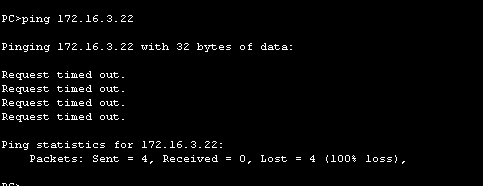 PC>ping 172.16.3.22
Pinging 172.16.3.22 with 32 bytes of data:
Request timed out.
Request timed out.
Request timed out.
Request timed out.
Ping statistics for 172.16.3.22:
Packets: Sent = 4, Received = 0, Lost = 4 (100% loss),
PC>